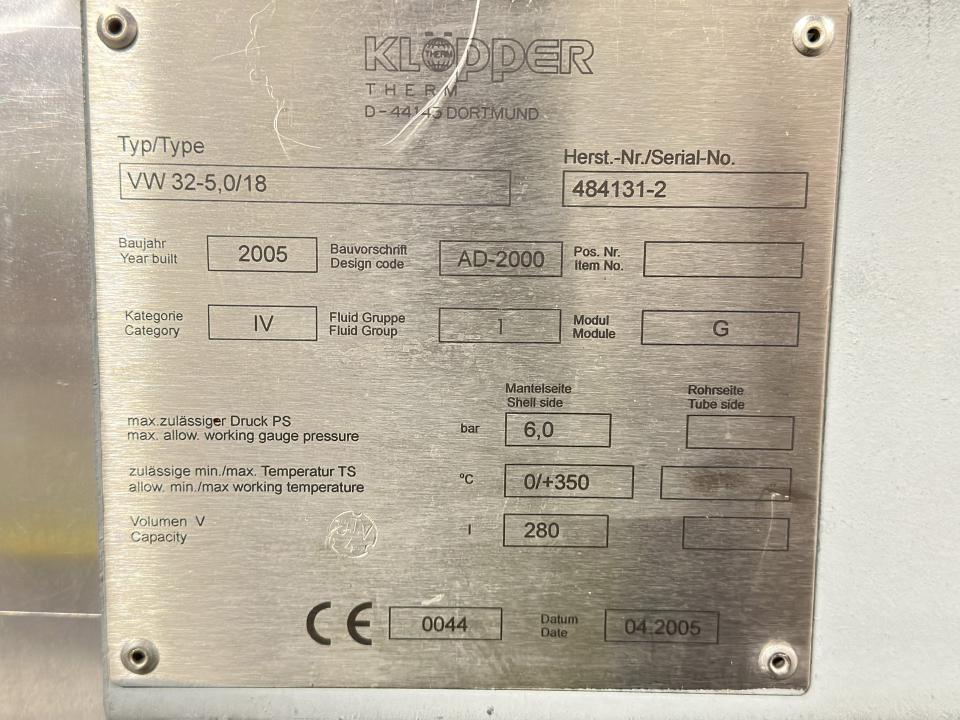 KLÖPPER
THERM
THERM
D-44145 DORTMUND
Typ/Type
VW 32-5,0/18
Herst.-Nr./Serial-No.
484131-2
Baujahr
Year built
2005
Bauvorschrift
Design code
AD-2000
Pos. Nr.
Item No.
Kategorie
Category
IV
Fluid Gruppe
Fluid Group
1
Modul
Module
G
Mantelseite
Shell side
Rohrseite
Tube side
max.zulässiger Druck PS
max. allow. working gauge pressure
bar
6,0
zulässige min./max. Temperatur TS
allow. min./max working temperature
°C
0/+350
Volumen V
Capacity
l
280
CE
0044
Datum
Date
04.2005